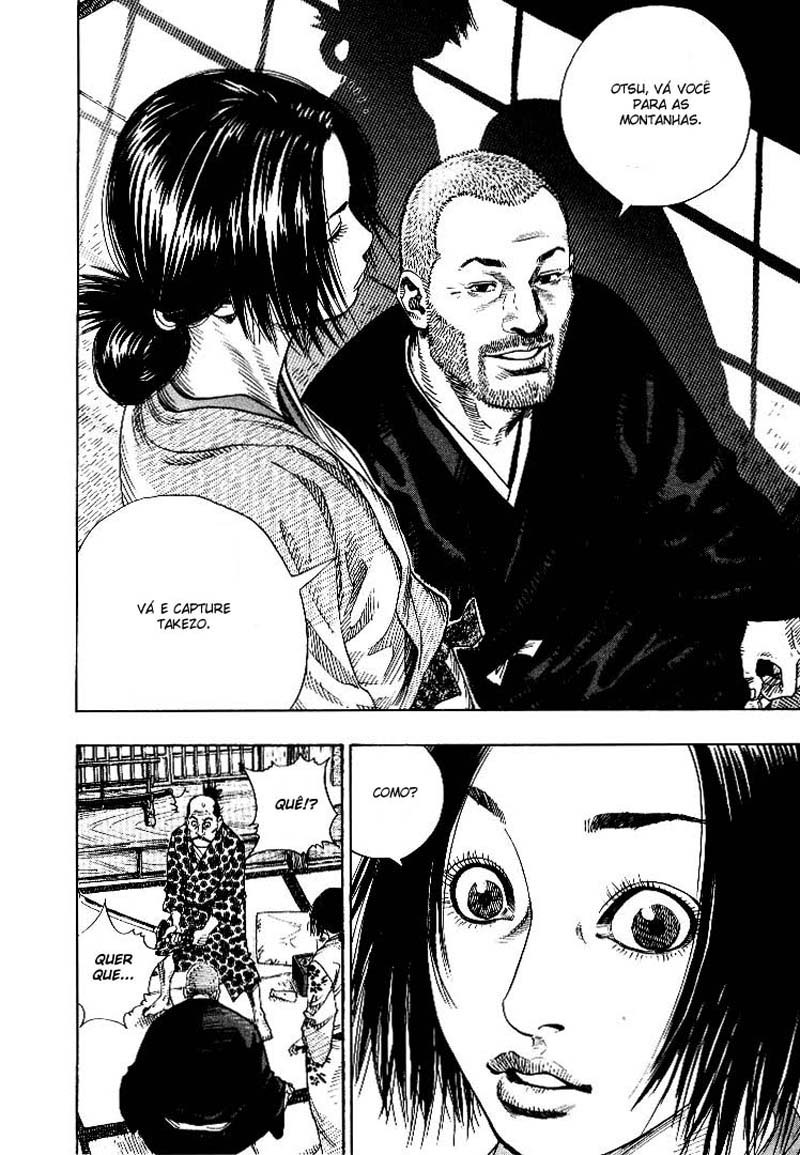 OTSU, VÁ VOCÊ
PARA AS
MONTANHAS.
VÁ E CAPTURE
TAKEZO.
COMO?
QUÊ!?
QUER
QUE...